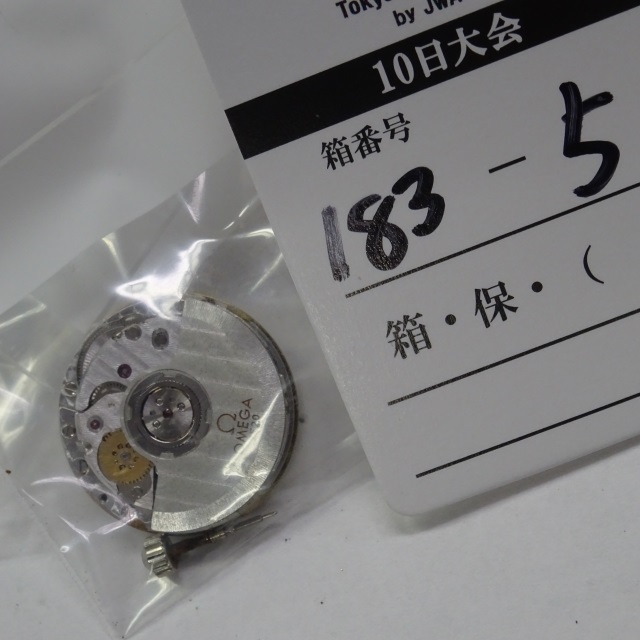 Tokyo
by JWA
10日大会
箱番号
183-5
箱・保・(
Ω
OMEGA